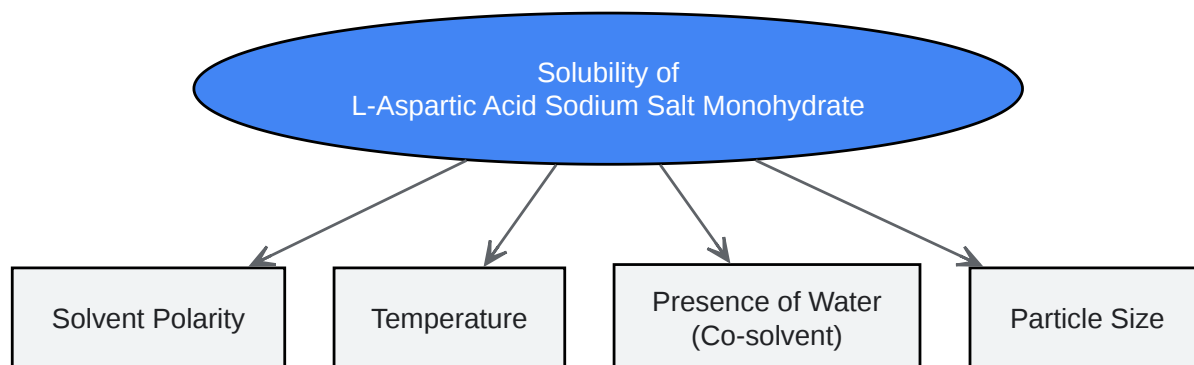 Solubility of
L-Aspartic Acid Sodium Salt Monohydrate
Solvent Polarity
Temperature
Presence of Water
(Co-solvent)
Particle Size